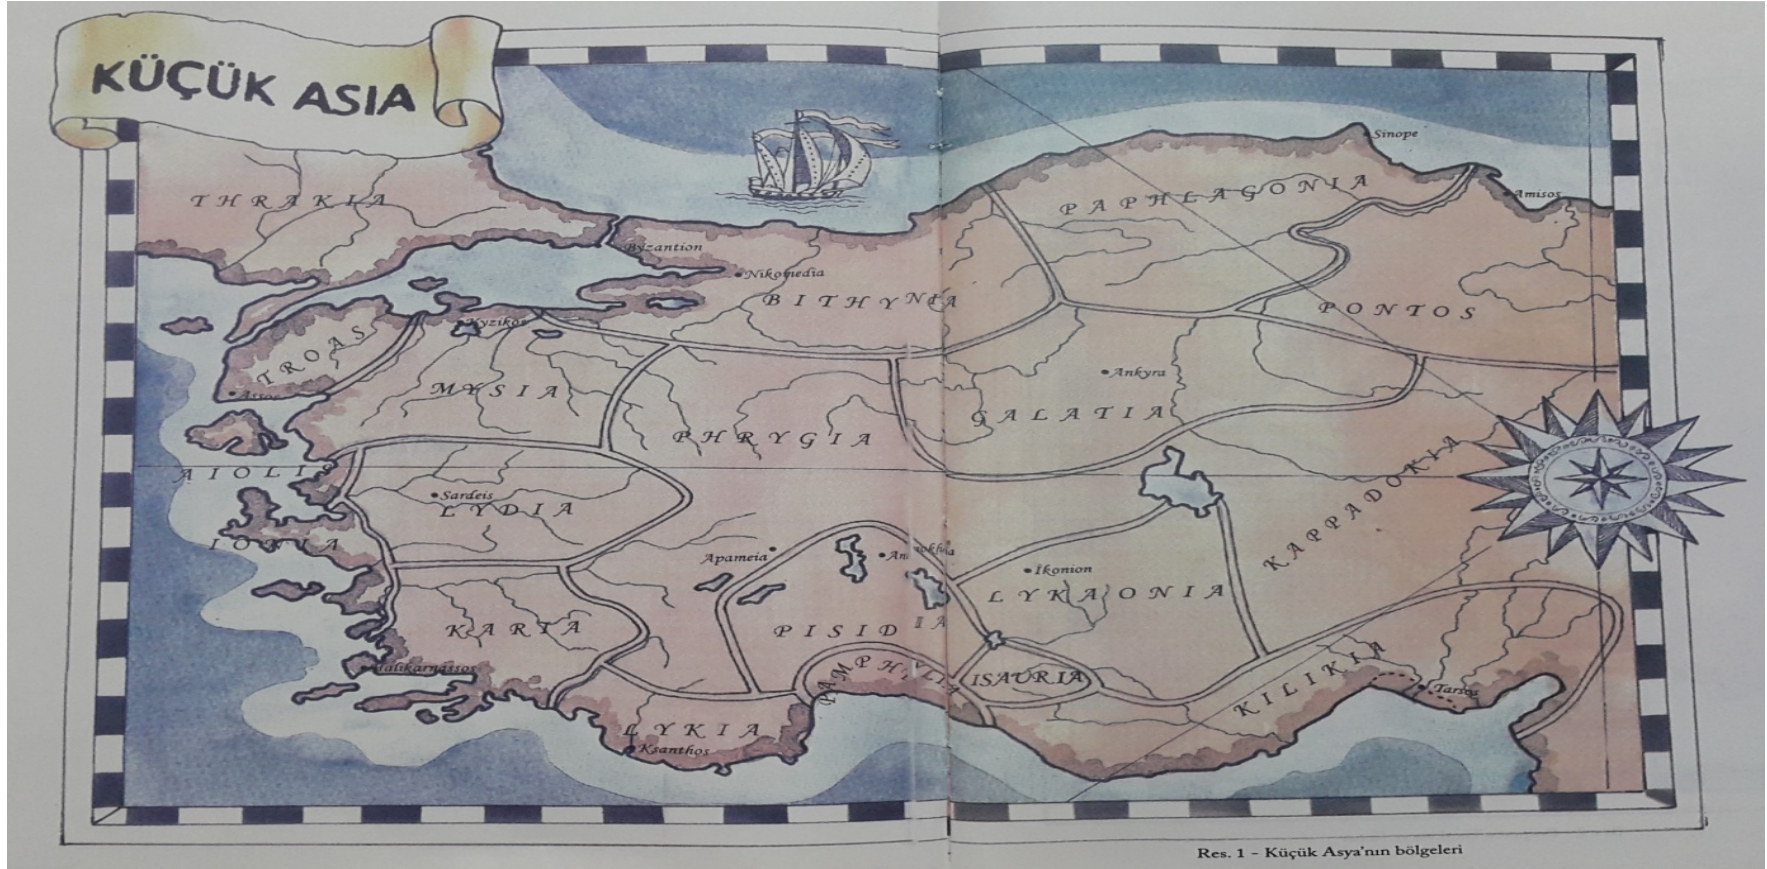 KÜÇÜK ASIA
Sinope
THRAKIA
PAPHLAGONIA
Amisos
Byzantion
Nikomedia
BITHYNIA
PONTOS
Kyzikos
TROAS
Assos
MYSIA
Ankyra
GALATIA
PHRYGIA
AIOLIS
KAPPADOKIA
Sardeis
LYDIA
IONIA
Apameia
Antiokheia
Ikonion
LYKAONIA
KARIA
PISIDIA
Halikarnassos
PAMPHYLIA
ISAURIA
KILIKIA
Tarsos
LYKIA
Ksanthos
Res. 1 - Küçük Asya'nın bölgeleri